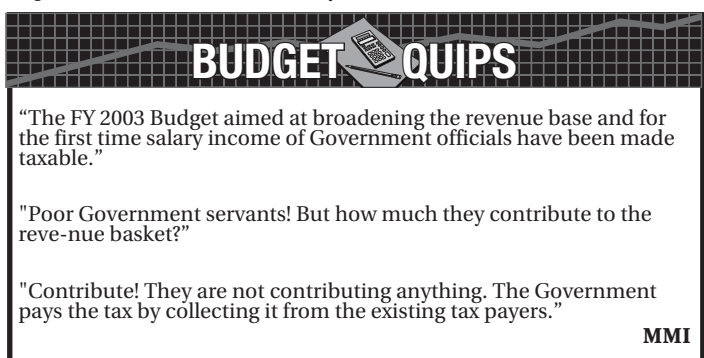 BUDGET QUIPS
“The FY 2003 Budget aimed at broadening the revenue base and for
the first time salary income of Government officials have been made
taxable.”
"Poor Government servants! But how much they contribute to the
reve-nue basket?”
"Contribute! They are not contributing anything. The Government
pays the tax by collecting it from the existing tax payers.”
MMI